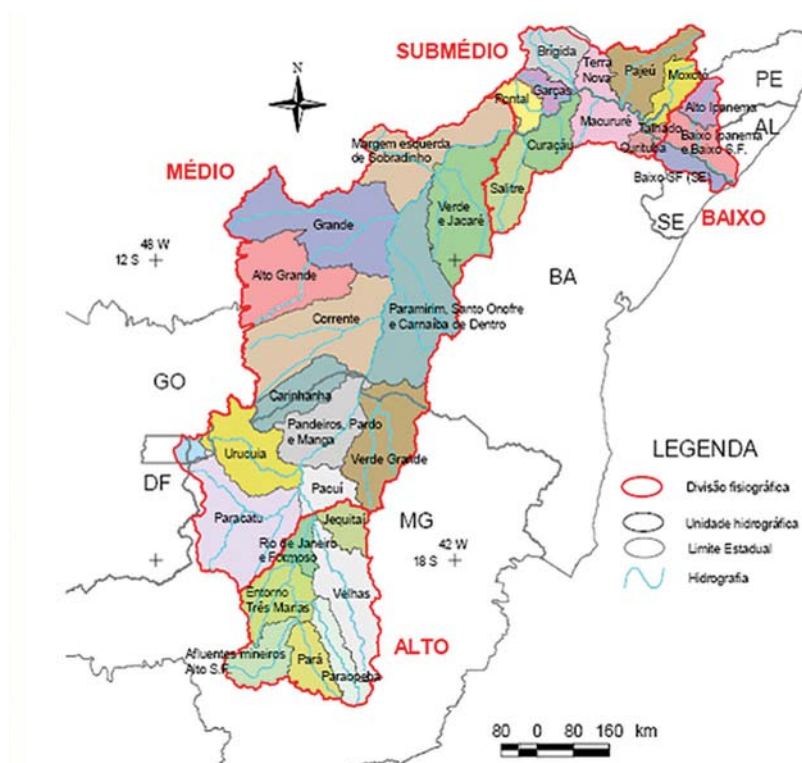 SUBMÉDIO
Brígida
Terra
Nova
Pajeú
Moxotó
PE
N
Pontal
Garças
Alto Ipanema
AL
Macururé
Talhado
Baixo Ipanema
e Baixo S.F.
Curituba
Margem esquerda
de Sobradinho
Curaçáu
Baixo SF (SE)
MÉDIO
Salitre
Verde
e Jacaré
Grande
SE
BAIXO
48 W
12 S
Alto Grande
BA
Paramirim, Santo Onofre
e Carnaíba de Dentro
Corrente
GO
Carinhanha
Pandeiros, Pardo
e Manga
Urucuia
Verde Grande
LEGENDA
DF
Pacuí
Divisão fisiográfica
Paracatu
Jequitaí
MG
Unidade hidrográfica
Rio de Janeiro
e Formoso
42 W
18 S
Limite Estadual
Hidrografia
Entorno
Três Marias
Velhas
Afluentes mineiros
Alto S.F.
Pará
ALTO
Paraopeba
80 0 80 160 km